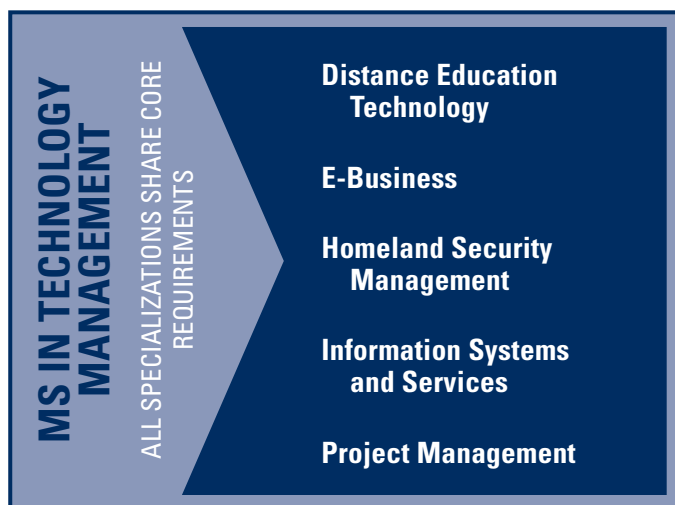 MS IN TECHNOLOGY
MANAGEMENT
ALL SPECIALIZATIONS SHARE CORE
REQUIREMENTS
Distance Education
Technology
E-Business
Homeland Security
Management
Information Systems
and Services
Project Management